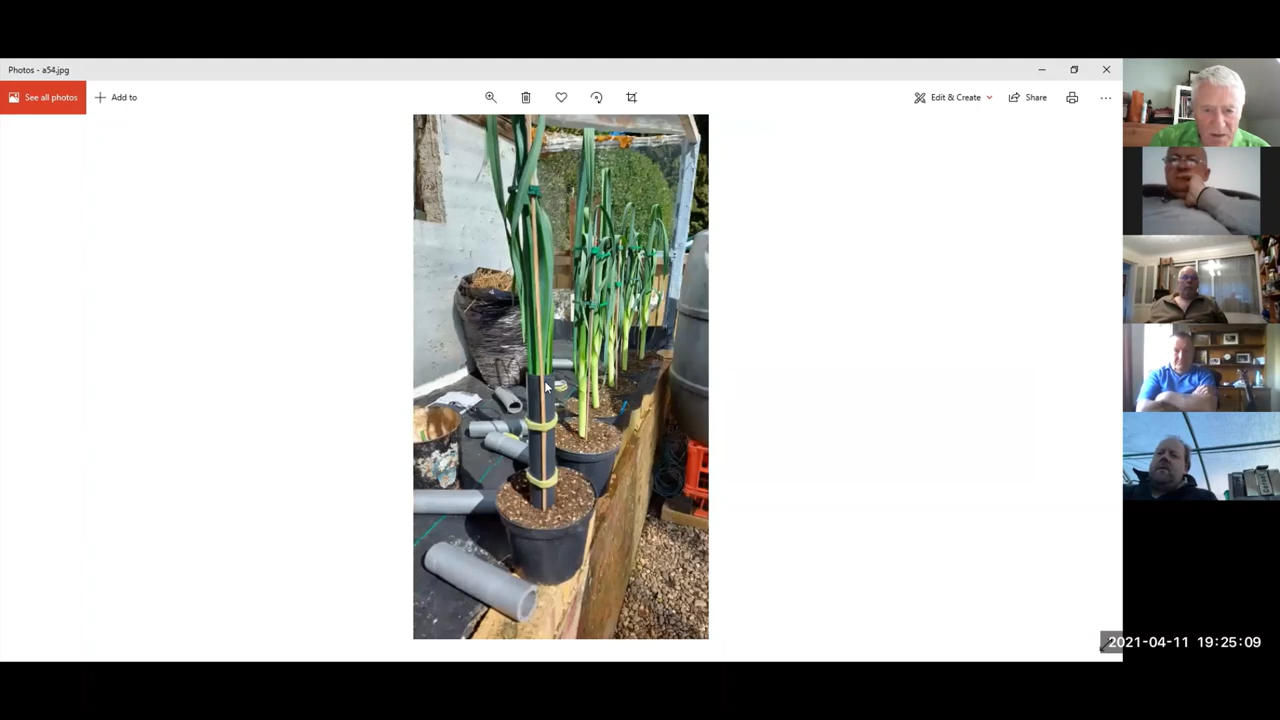 Photos - a54.jpg
See all photos
Add to
Edit & Create
Share
2021-04-11 19:25:09